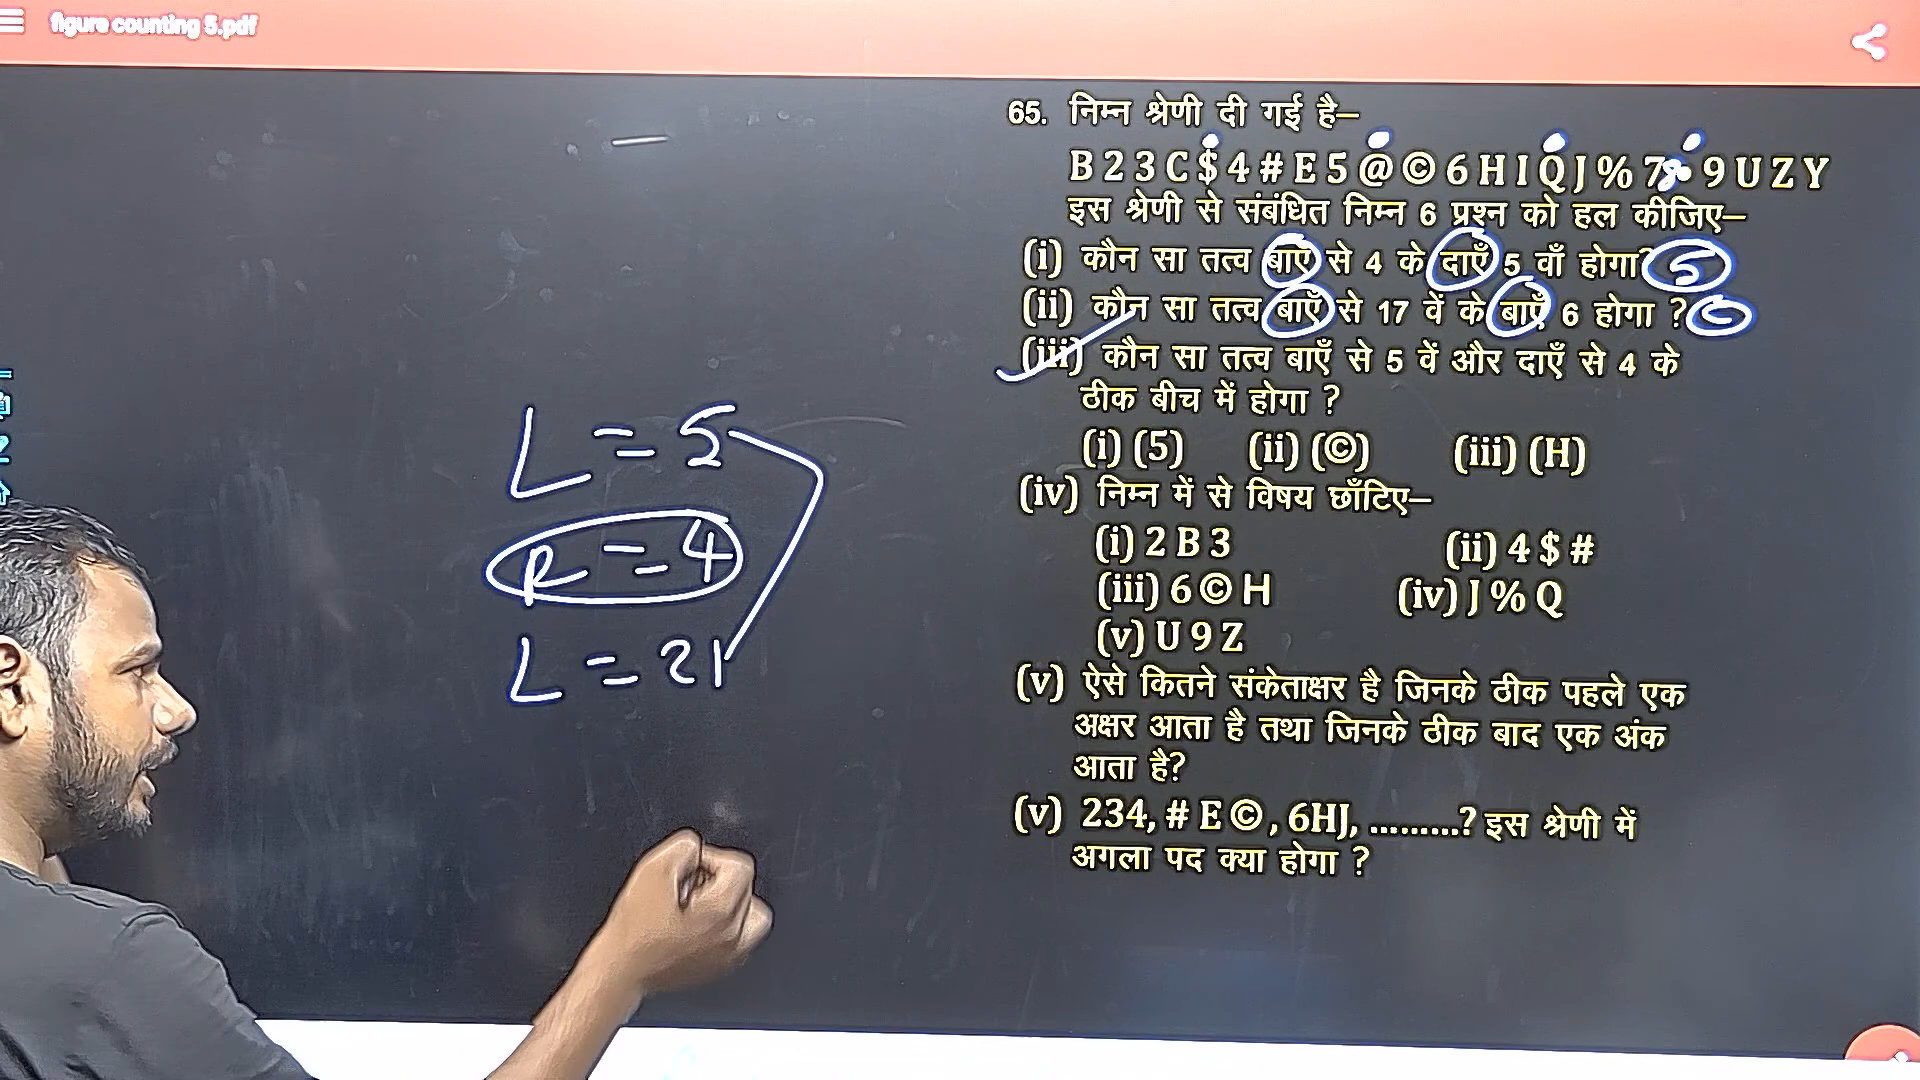 figure counting 5.pdf
65. निम्न श्रेणी दी गई है–
B 2 3 C $ 4 # E 5 @ © 6 H I Q J % 7 8 9 U Z Y
इस श्रेणी से संबंधित निम्न 6 प्रश्न को हल कीजिए–
(i) कौन सा तत्व बाएँ से 4 के दाएँ 5 वाँ होगा? 5
(ii) कौन सा तत्व बाएँ से 17 वें के बाएँ 6 होगा ?
(iii) कौन सा तत्व बाएँ से 5 वें और दाएँ से 4 के
ठीक बीच में होगा ?
(i) (5) (ii) (©) (iii) (H)
(iv) निम्न में से विषय छाँटिए–
(i) 2 B 3 (ii) 4 $ #
(iii) 6 © H (iv) J % Q
(v) U 9 Z
(v) ऐसे कितने संकेताक्षर है जिनके ठीक पहले एक
अक्षर आता है तथा जिनके ठीक बाद एक अंक
आता है?
(v) 234, # E © , 6HJ, .........? इस श्रेणी में
अगला पद क्या होगा ?
L = 5
R = 4
L = 21